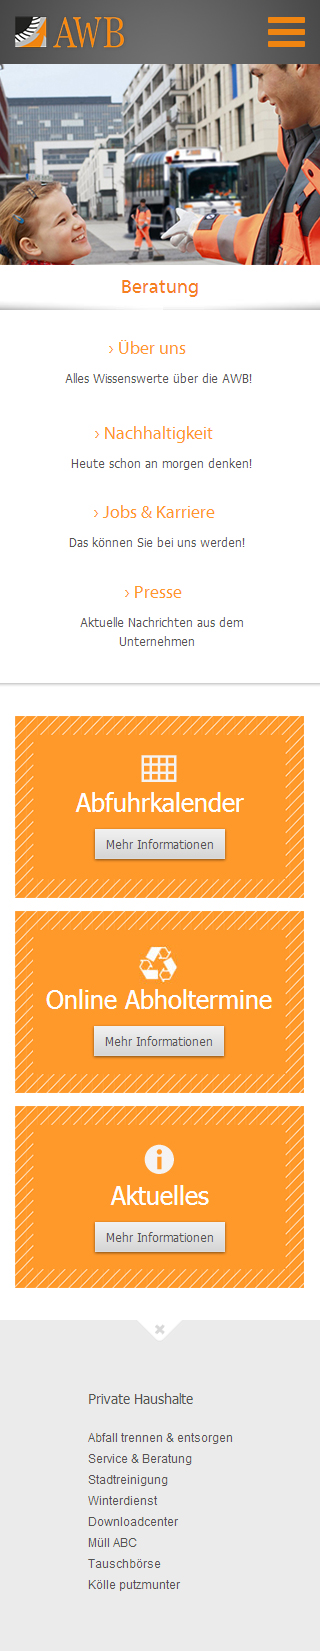 AWB
Beratung
› Über uns
Alles Wissenswerte über die AWB!
› Nachhaltigkeit
Heute schon an morgen denken!
› Jobs & Karriere
Das können Sie bei uns werden!
› Presse
Aktuelle Nachrichten aus dem
Unternehmen
Abfuhrkalender
Mehr Informationen
Online Abholtermine
Mehr Informationen
Aktuelles
Mehr Informationen
Private Haushalte
Abfall trennen & entsorgen
Service & Beratung
Stadtreinigung
Winterdienst
Downloadcenter
Müll ABC
Tauschbörse
Kölle putzmunter